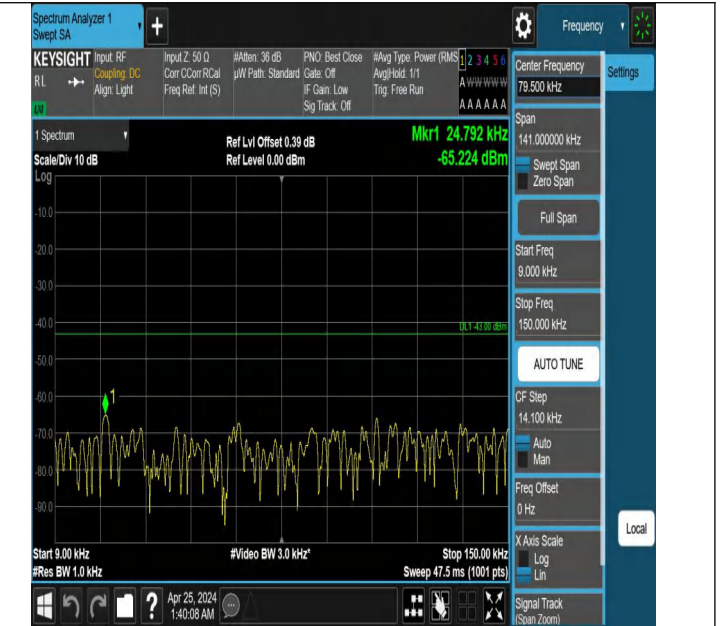 Spectrum Analyzer 1
Swept SA
+
Frequency
KEYSIGHT
RL
Input: RF
Coupling: DC
Align: Light
Input Z: 50 Ω
Corr CCorr RCal
Freq Ref: Int (S)
#Atten: 36 dB
µW Path: Standard
PNO: Best Close
Gate: Off
IF Gain: Low
Sig Track: Off
#Avg Type: Power (RMS
Avg|Hold: 1/1
Trig: Free Run
1 2 3 4 5 6
A W W W W W
A A A A A A
1 Spectrum
Scale/Div 10 dB
Log
Ref Lvl Offset 0.39 dB
Ref Level 0.00 dBm
Mkr1 24.792 kHz
-65.224 dBm
-10.0
-20.0
-30.0
-40.0
DL1 -43.00 dBm
-50.0
-60.0
1
-70.0
-80.0
-90.0
Start 9.00 kHz
#Video BW 3.0 kHz*
Stop 150.00 kHz
#Res BW 1.0 kHz
Sweep 47.5 ms (1001 pts)
Apr 25, 2024
1:40:08 AM
Center Frequency
79.500 kHz
Settings
Span
141.000000 kHz
Swept Span
Zero Span
Full Span
Start Freq
9.000 kHz
Stop Freq
150.000 kHz
AUTO TUNE
CF Step
14.100 kHz
Auto
Man
Freq Offset
0 Hz
X Axis Scale
Log
Lin
Local
Signal Track
(Span Zoom)